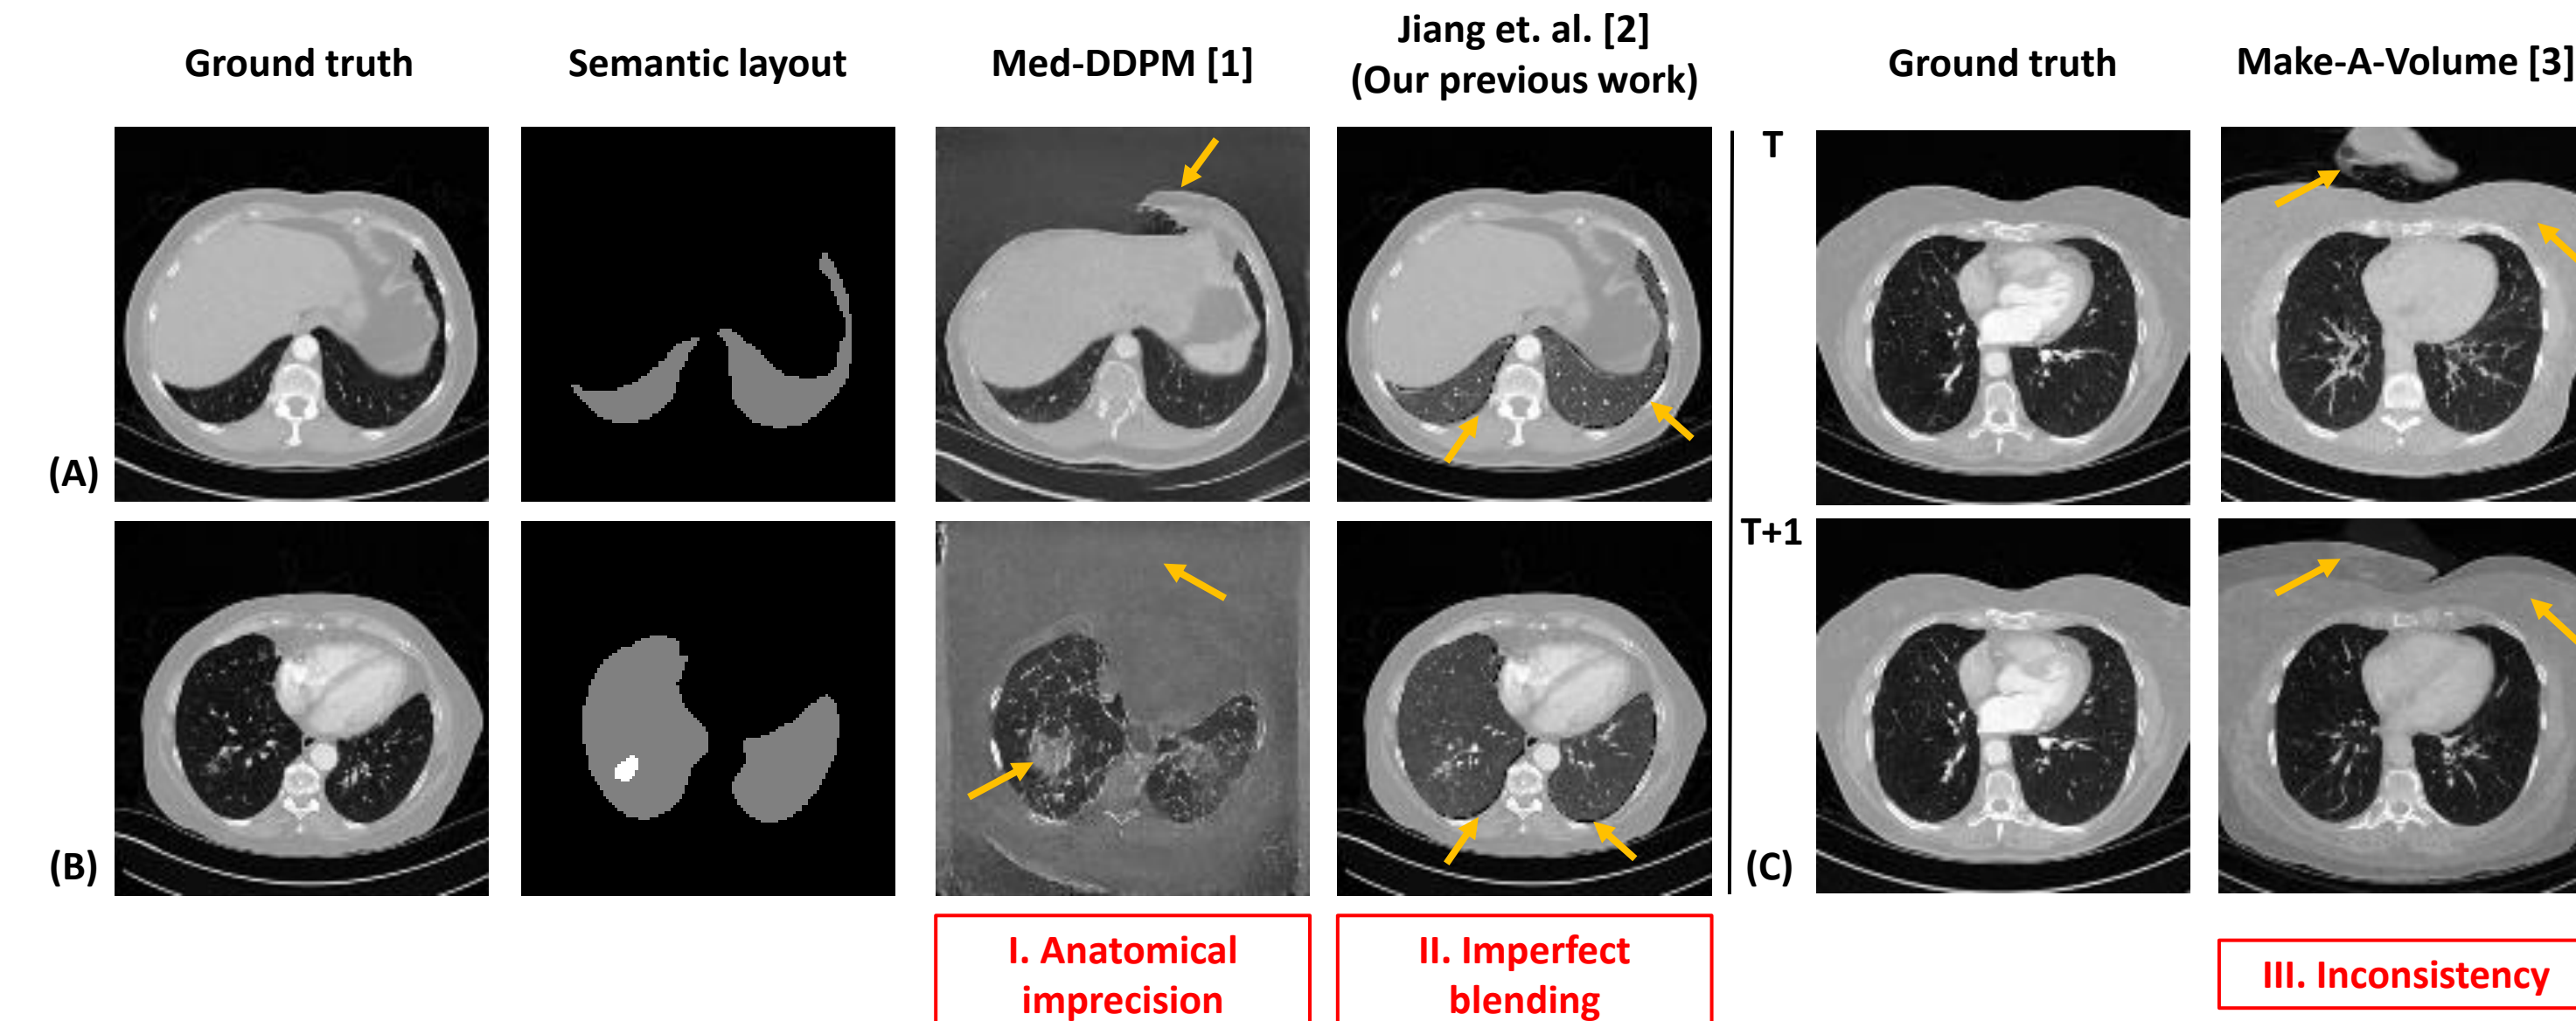 Ground truth
Semantic layout
Med-DDPM [1]
Jiang et. al. [2]
(Our previous work)
Ground truth
Make-A-Volume [3]
T
(A)
T+1
(B)
(C)
I. Anatomical
imprecision
II. Imperfect
blending
III. Inconsistency